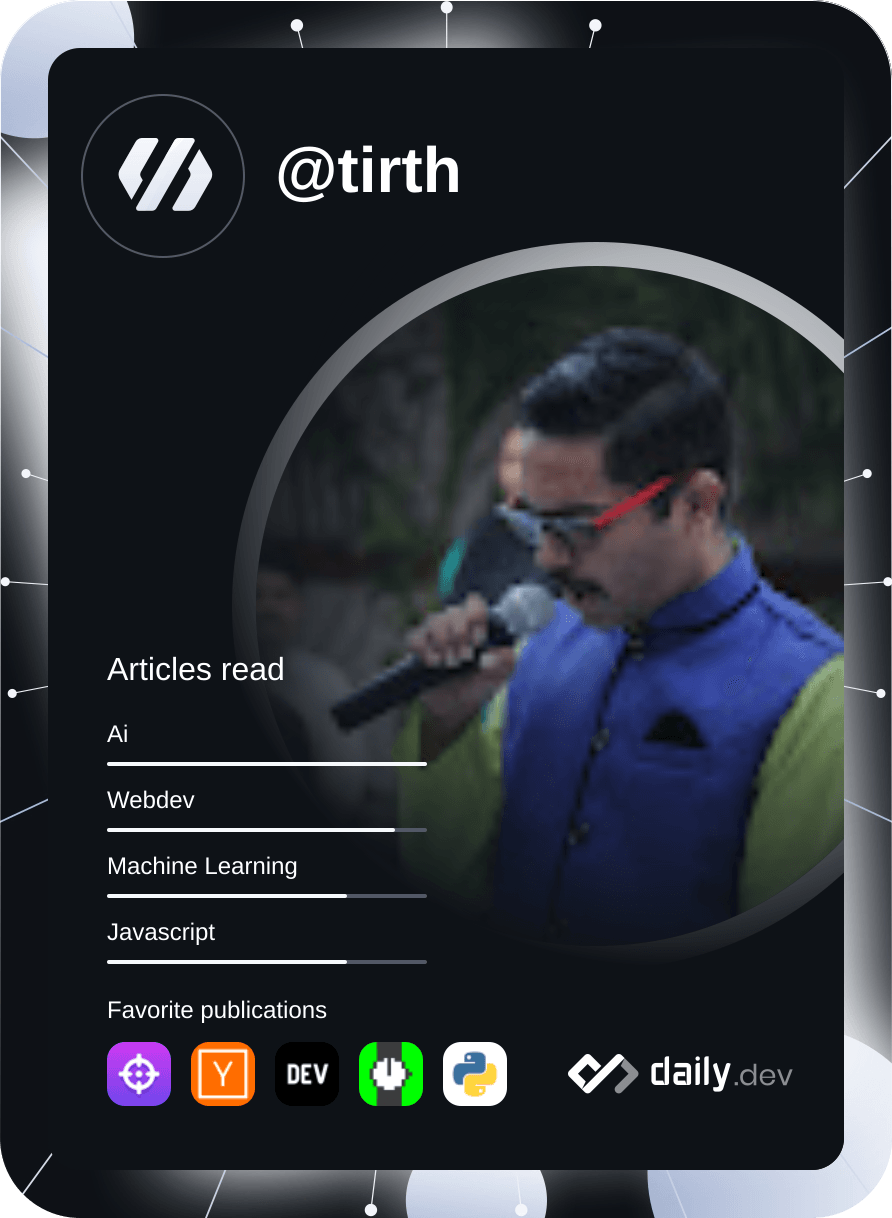 @tirth
Articles read
Ai
Webdev
Machine Learning
Javascript
Favorite publications
Y
DEV
daily.dev